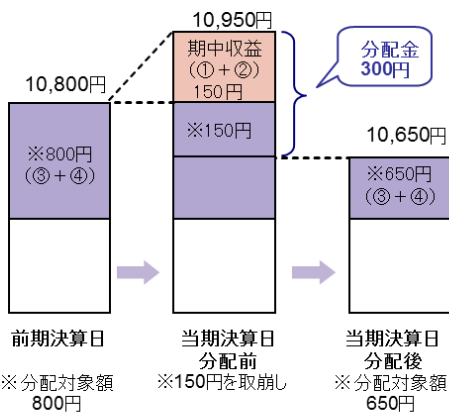 10,950円
期中収益
(①+②)
150円
分配金
300円
10,800円
※800円
(③+④)
※150円
10,650円
※650円
(③+④)
前期決算日
※分配対象額
800円
当期決算日
分配前
※150円を取崩し
当期決算日
分配後
※分配対象額
650円